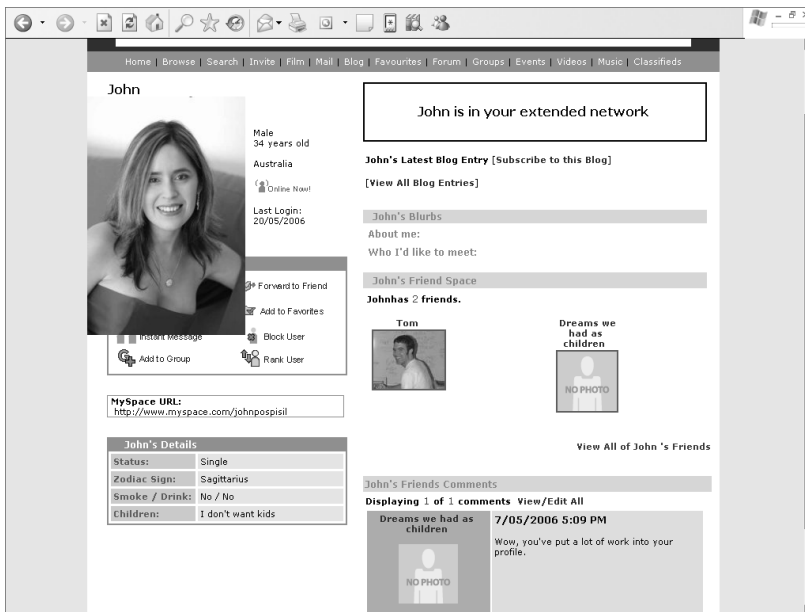 Home | Browse | Search | Invite | Film | Mail | Blog | Favourites | Forum | Groups | Events | Videos | Music | Classifieds
John
Male
34 years old
Australia
Online Now!
Last Login:
20/05/2006
Forward to Friend
Add to Favorites
Instant Message
Block User
Add to Group
Rank User
MySpace URL:
http://www.myspace.com/johnpospisil
John's Details
Status: Single
Zodiac Sign: Sagittarius
Smoke / Drink: No / No
Children: I don't want kids
John is in your extended network
John's Latest Blog Entry [Subscribe to this Blog]
[View All Blog Entries]
John's Blurbs
About me:
Who I'd like to meet:
John's Friend Space
Johnhas 2 friends.
Tom
Dreams we
had as
children
NO PHOTO
View All of John 's Friends
John's Friends Comments
Displaying 1 of 1 comments View/Edit All
Dreams we had as
children
NO PHOTO
7/05/2006 5:09 PM
Wow, you've put a lot of work into your
profile.